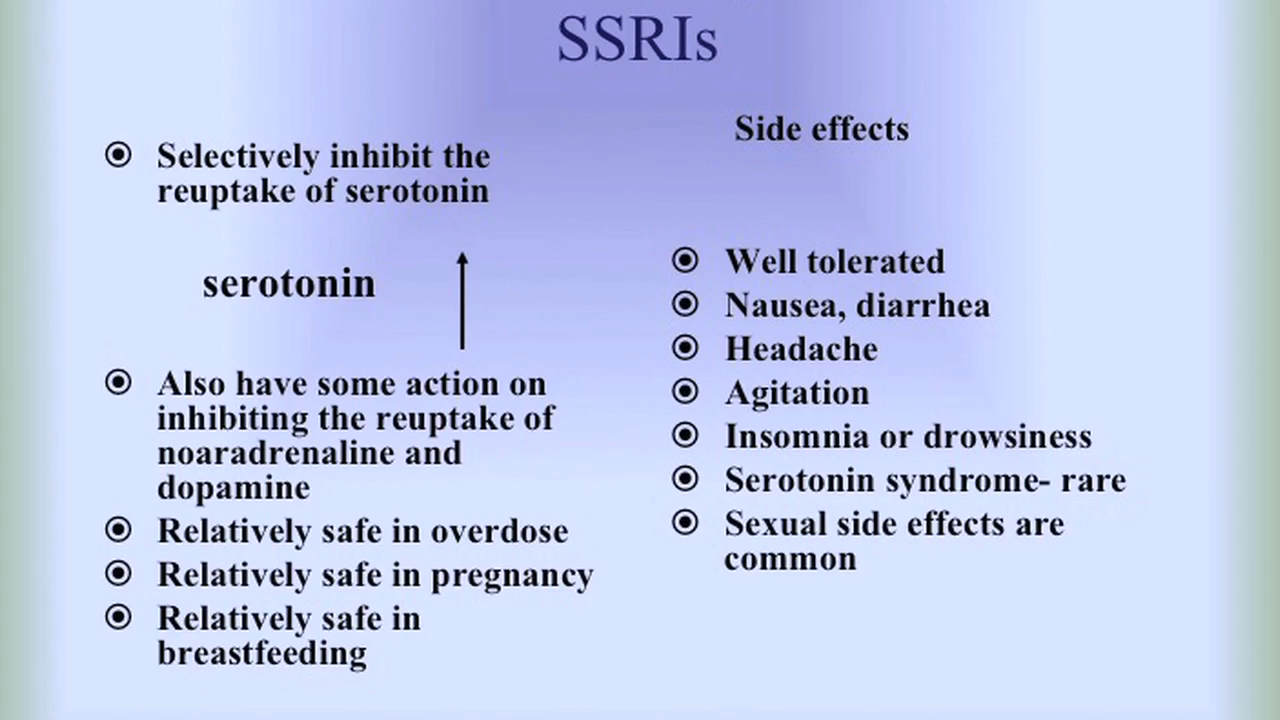 SSRIs
Selectively inhibit the
reuptake of serotonin
serotonin
Also have some action on
inhibiting the reuptake of
noaradrenaline and
dopamine
Relatively safe in overdose
Relatively safe in pregnancy
Relatively safe in
breastfeeding
Side effects
Well tolerated
Nausea, diarrhea
Headache
Agitation
Insomnia or drowsiness
Serotonin syndrome- rare
Sexual side effects are
common